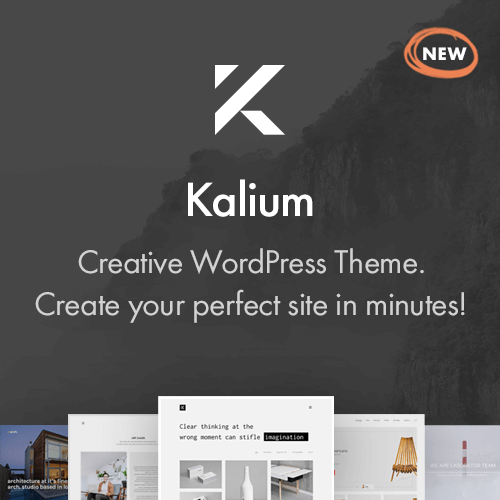 NEW
Kalium
Creative WordPress Theme.
Create your perfect site in minutes!
Clear thinking at the
wrong moment can stifle imagination
architecture at it's fine
arch.studio based in lo